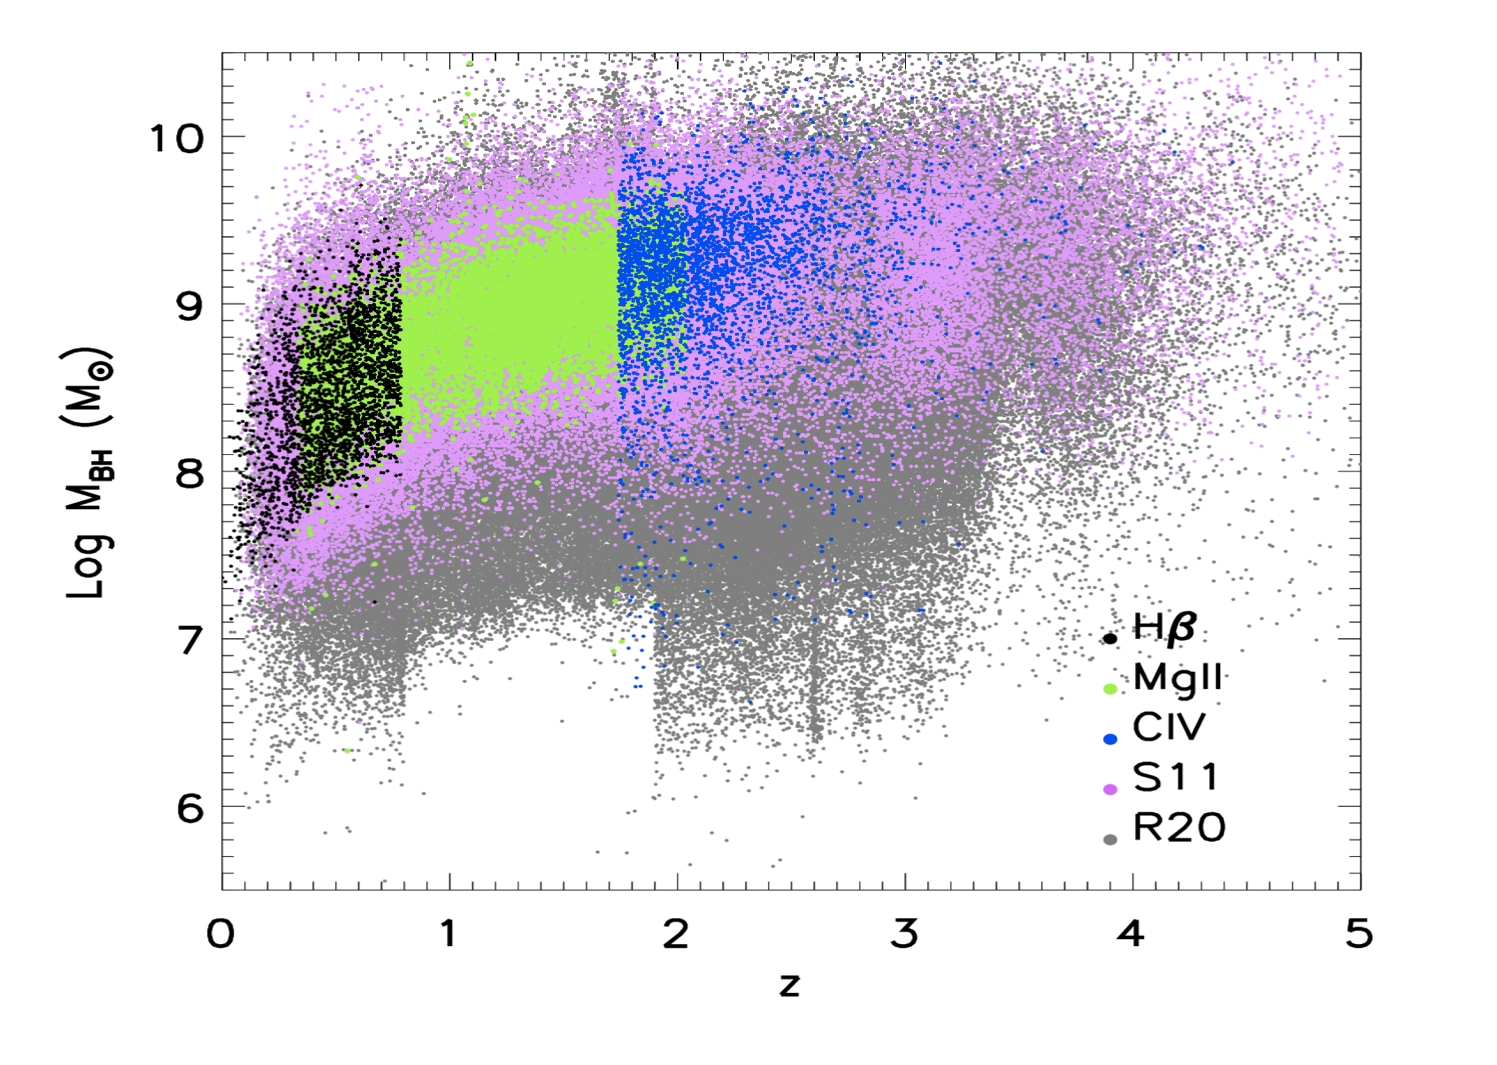 10
9
8
7
6
Log M_BH (M_⊙)
0 1 2 3 4 5
z
Hβ
MgII
CIV
S11
R20